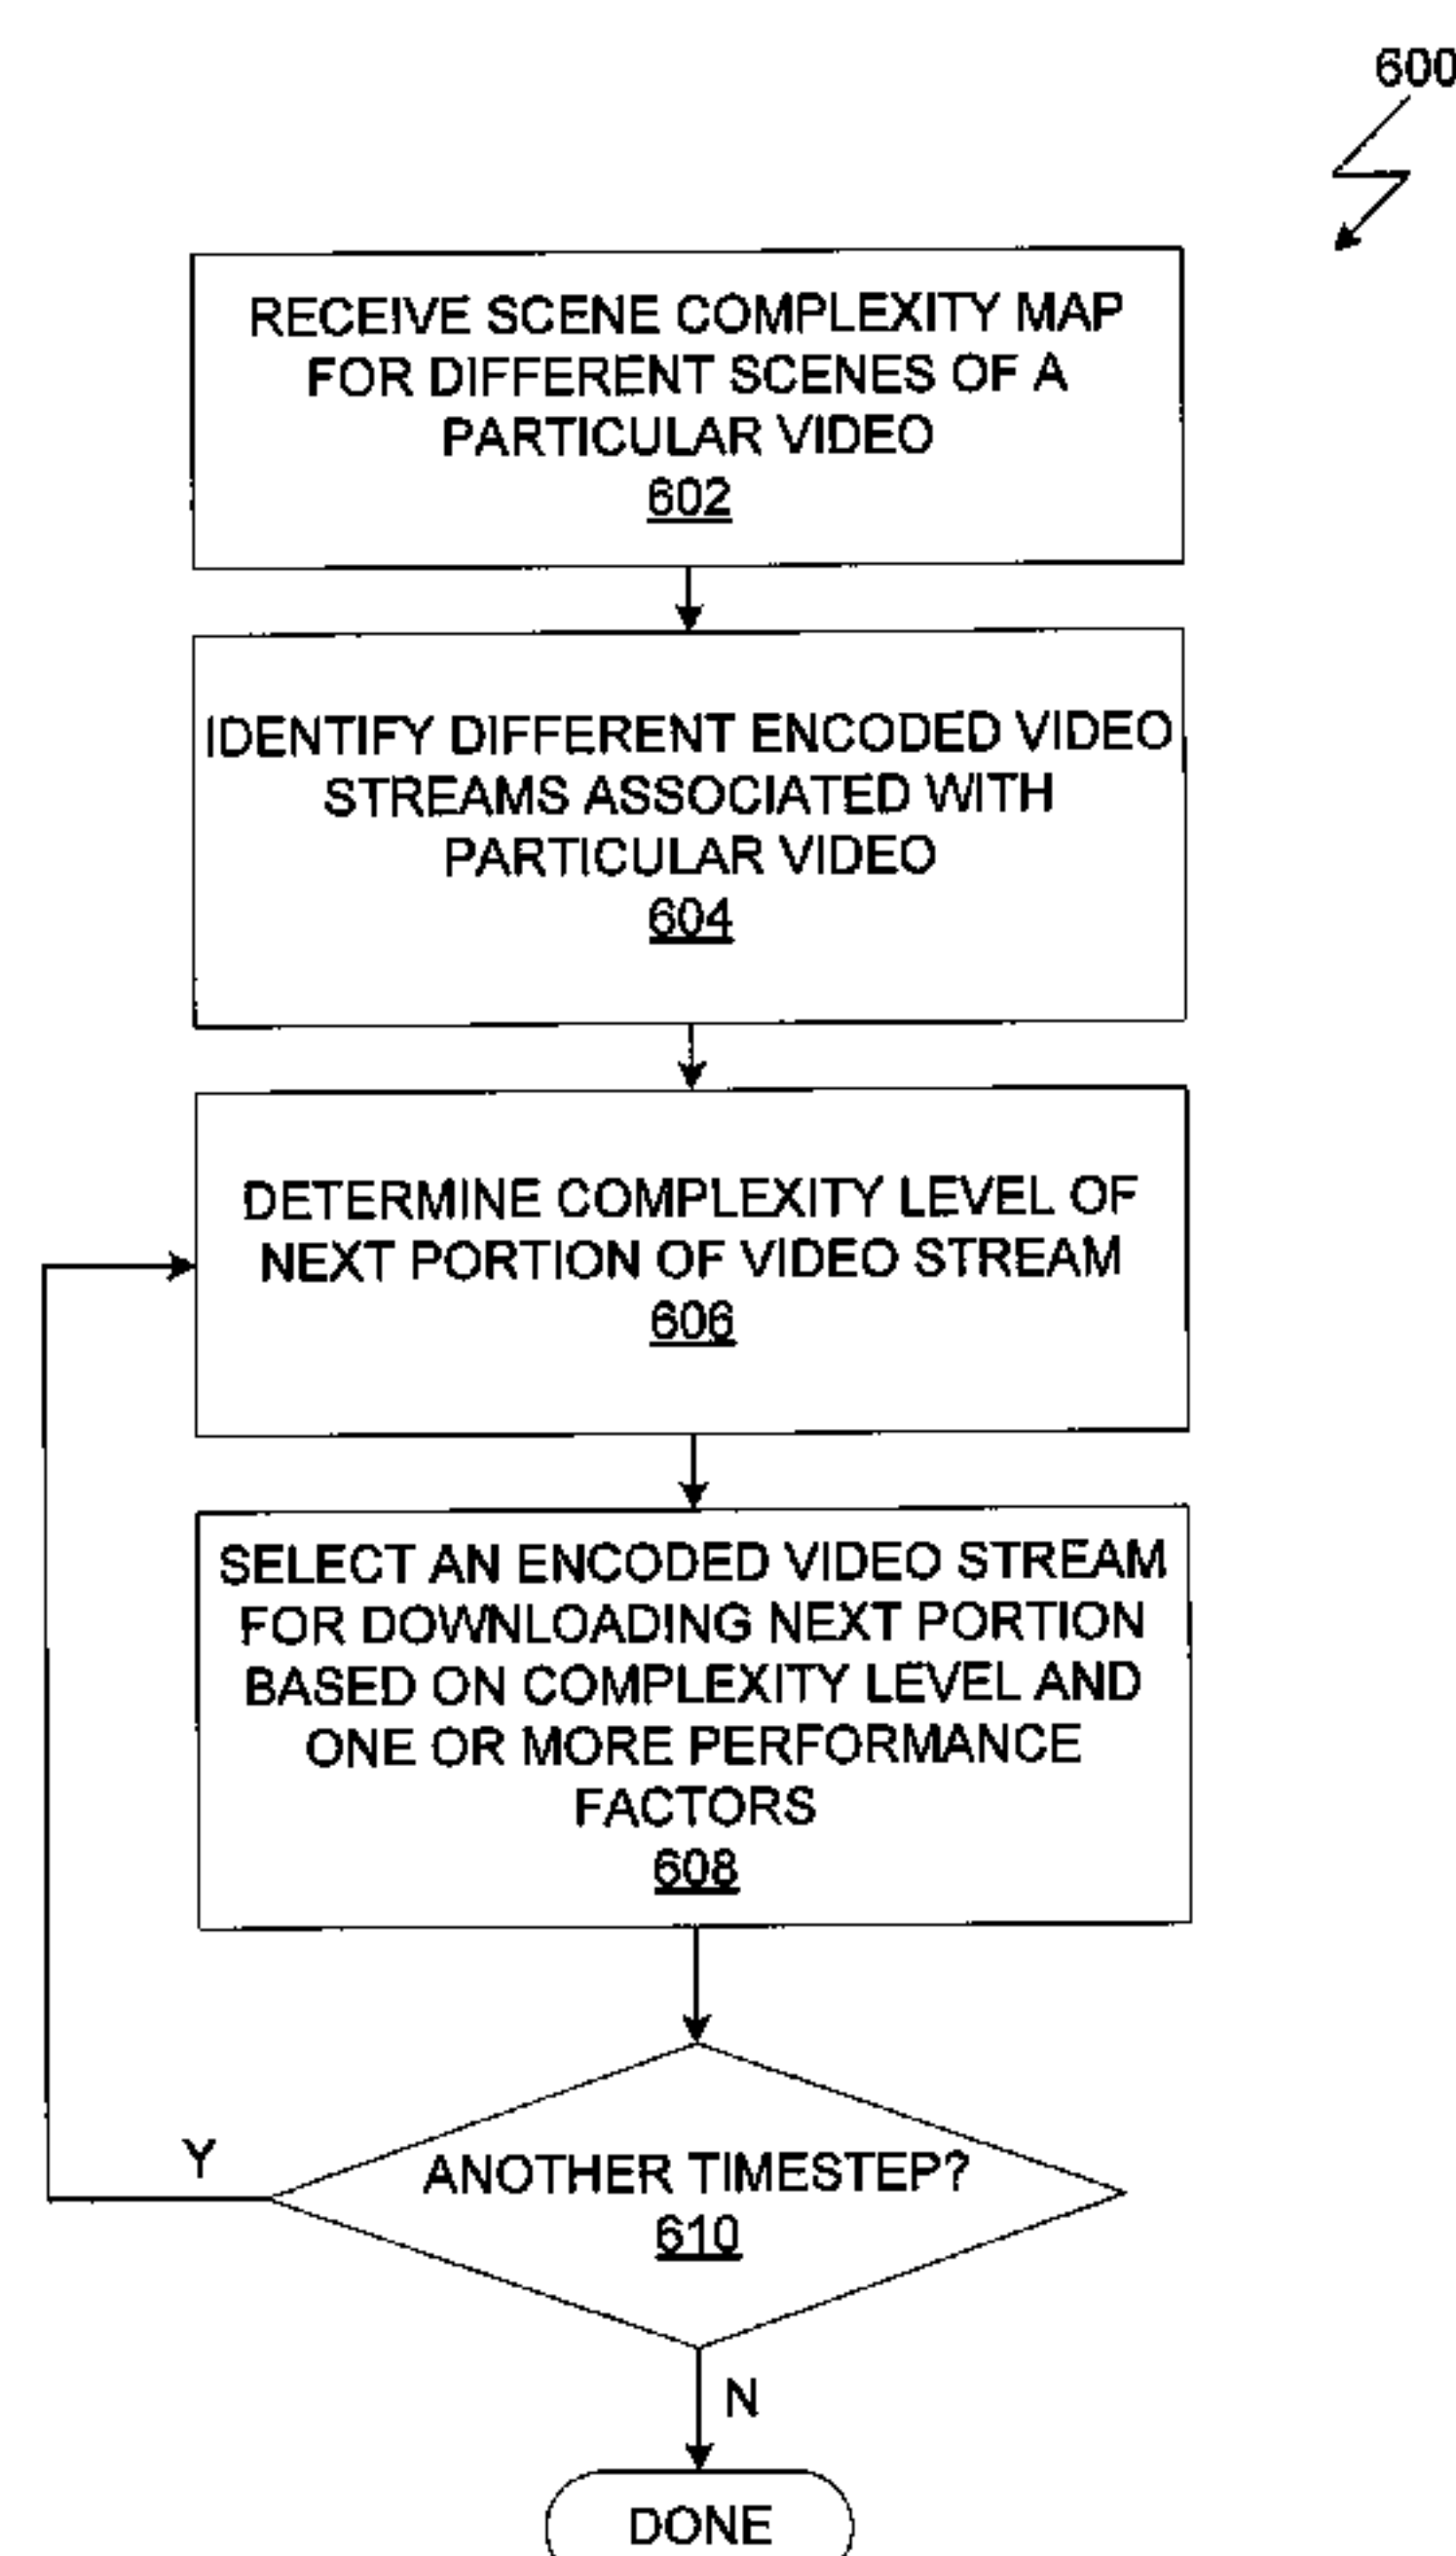 600
RECEIVE SCENE COMPLEXITY MAP
FOR DIFFERENT SCENES OF A
PARTICULAR VIDEO
602
IDENTIFY DIFFERENT ENCODED VIDEO
STREAMS ASSOCIATED WITH
PARTICULAR VIDEO
604
DETERMINE COMPLEXITY LEVEL OF
NEXT PORTION OF VIDEO STREAM
606
SELECT AN ENCODED VIDEO STREAM
FOR DOWNLOADING NEXT PORTION
BASED ON COMPLEXITY LEVEL AND
ONE OR MORE PERFORMANCE
FACTORS
608
Y
ANOTHER TIMESTEP?
610
N
DONE